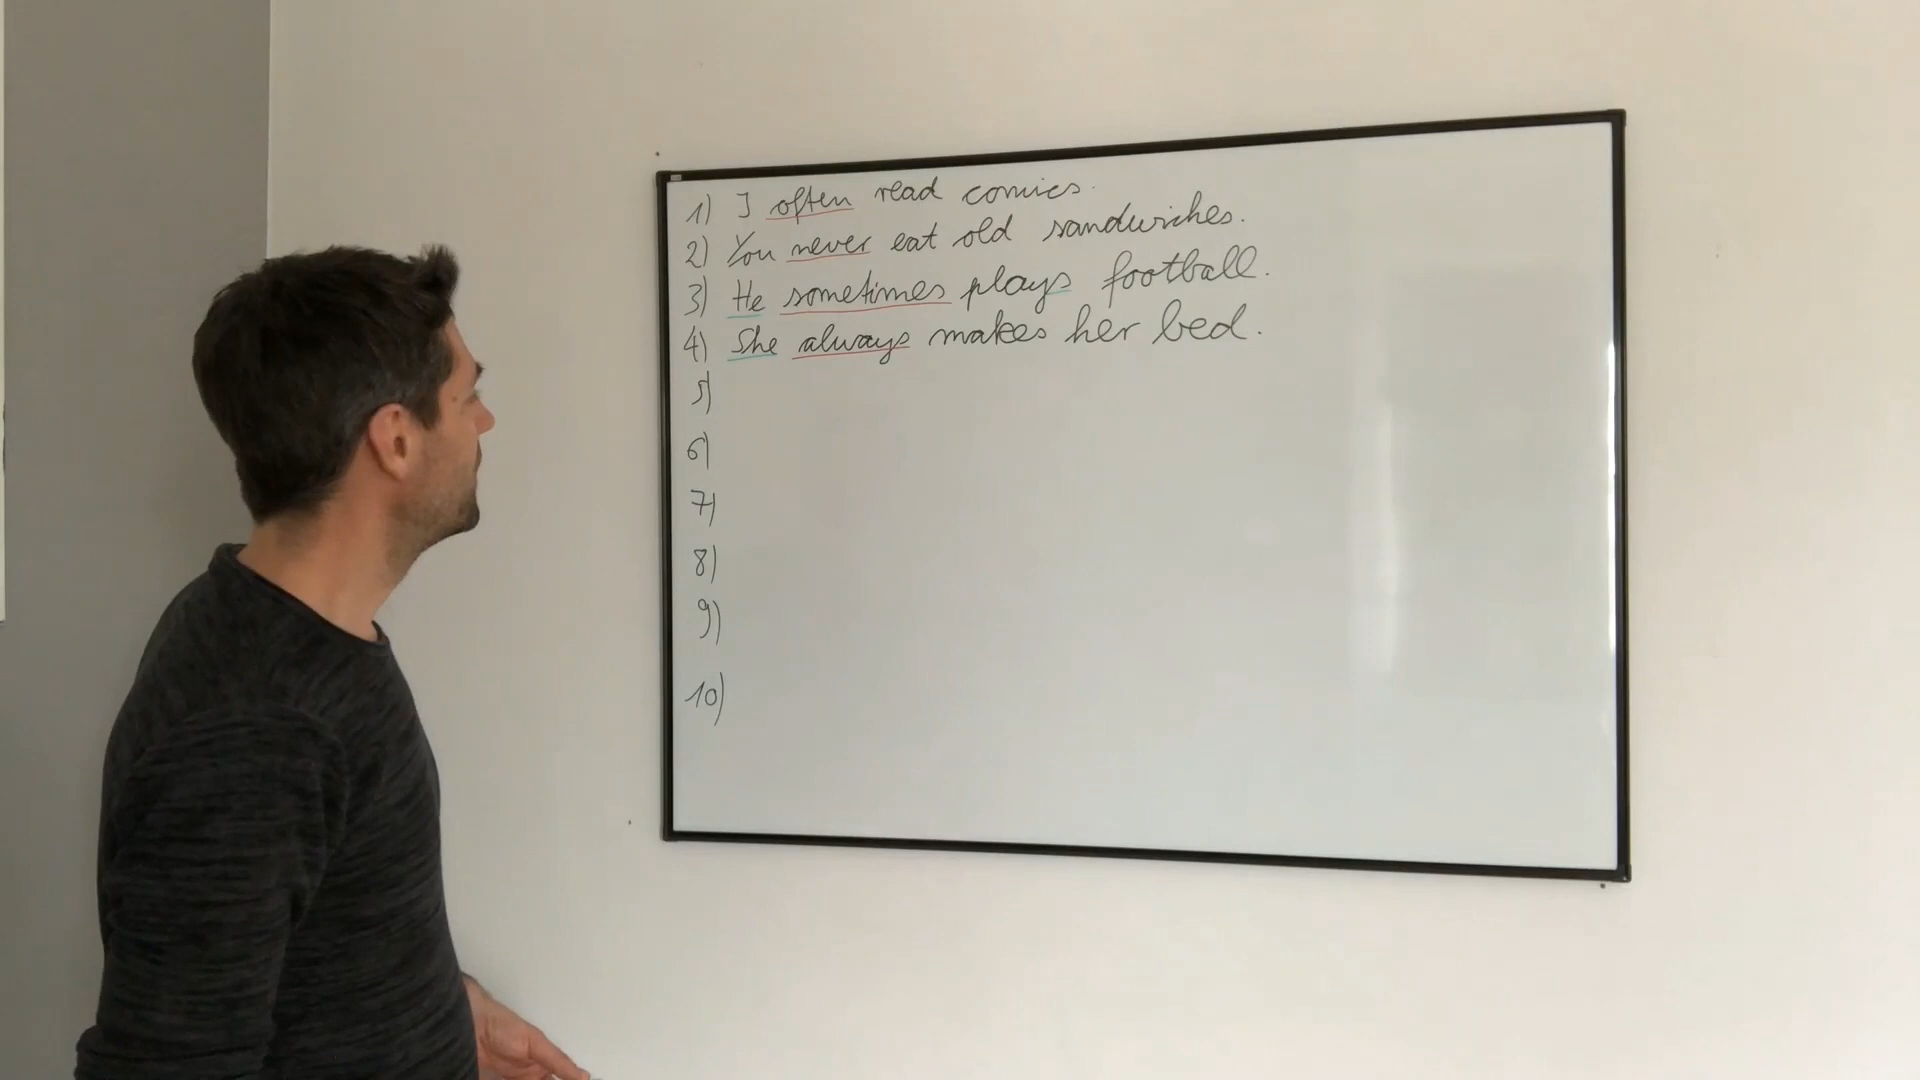 1) I often read comics.
2) You never eat old sandwiches.
3) He sometimes plays football.
4) She always makes her bed.
5)
6)
7)
8)
9)
10)